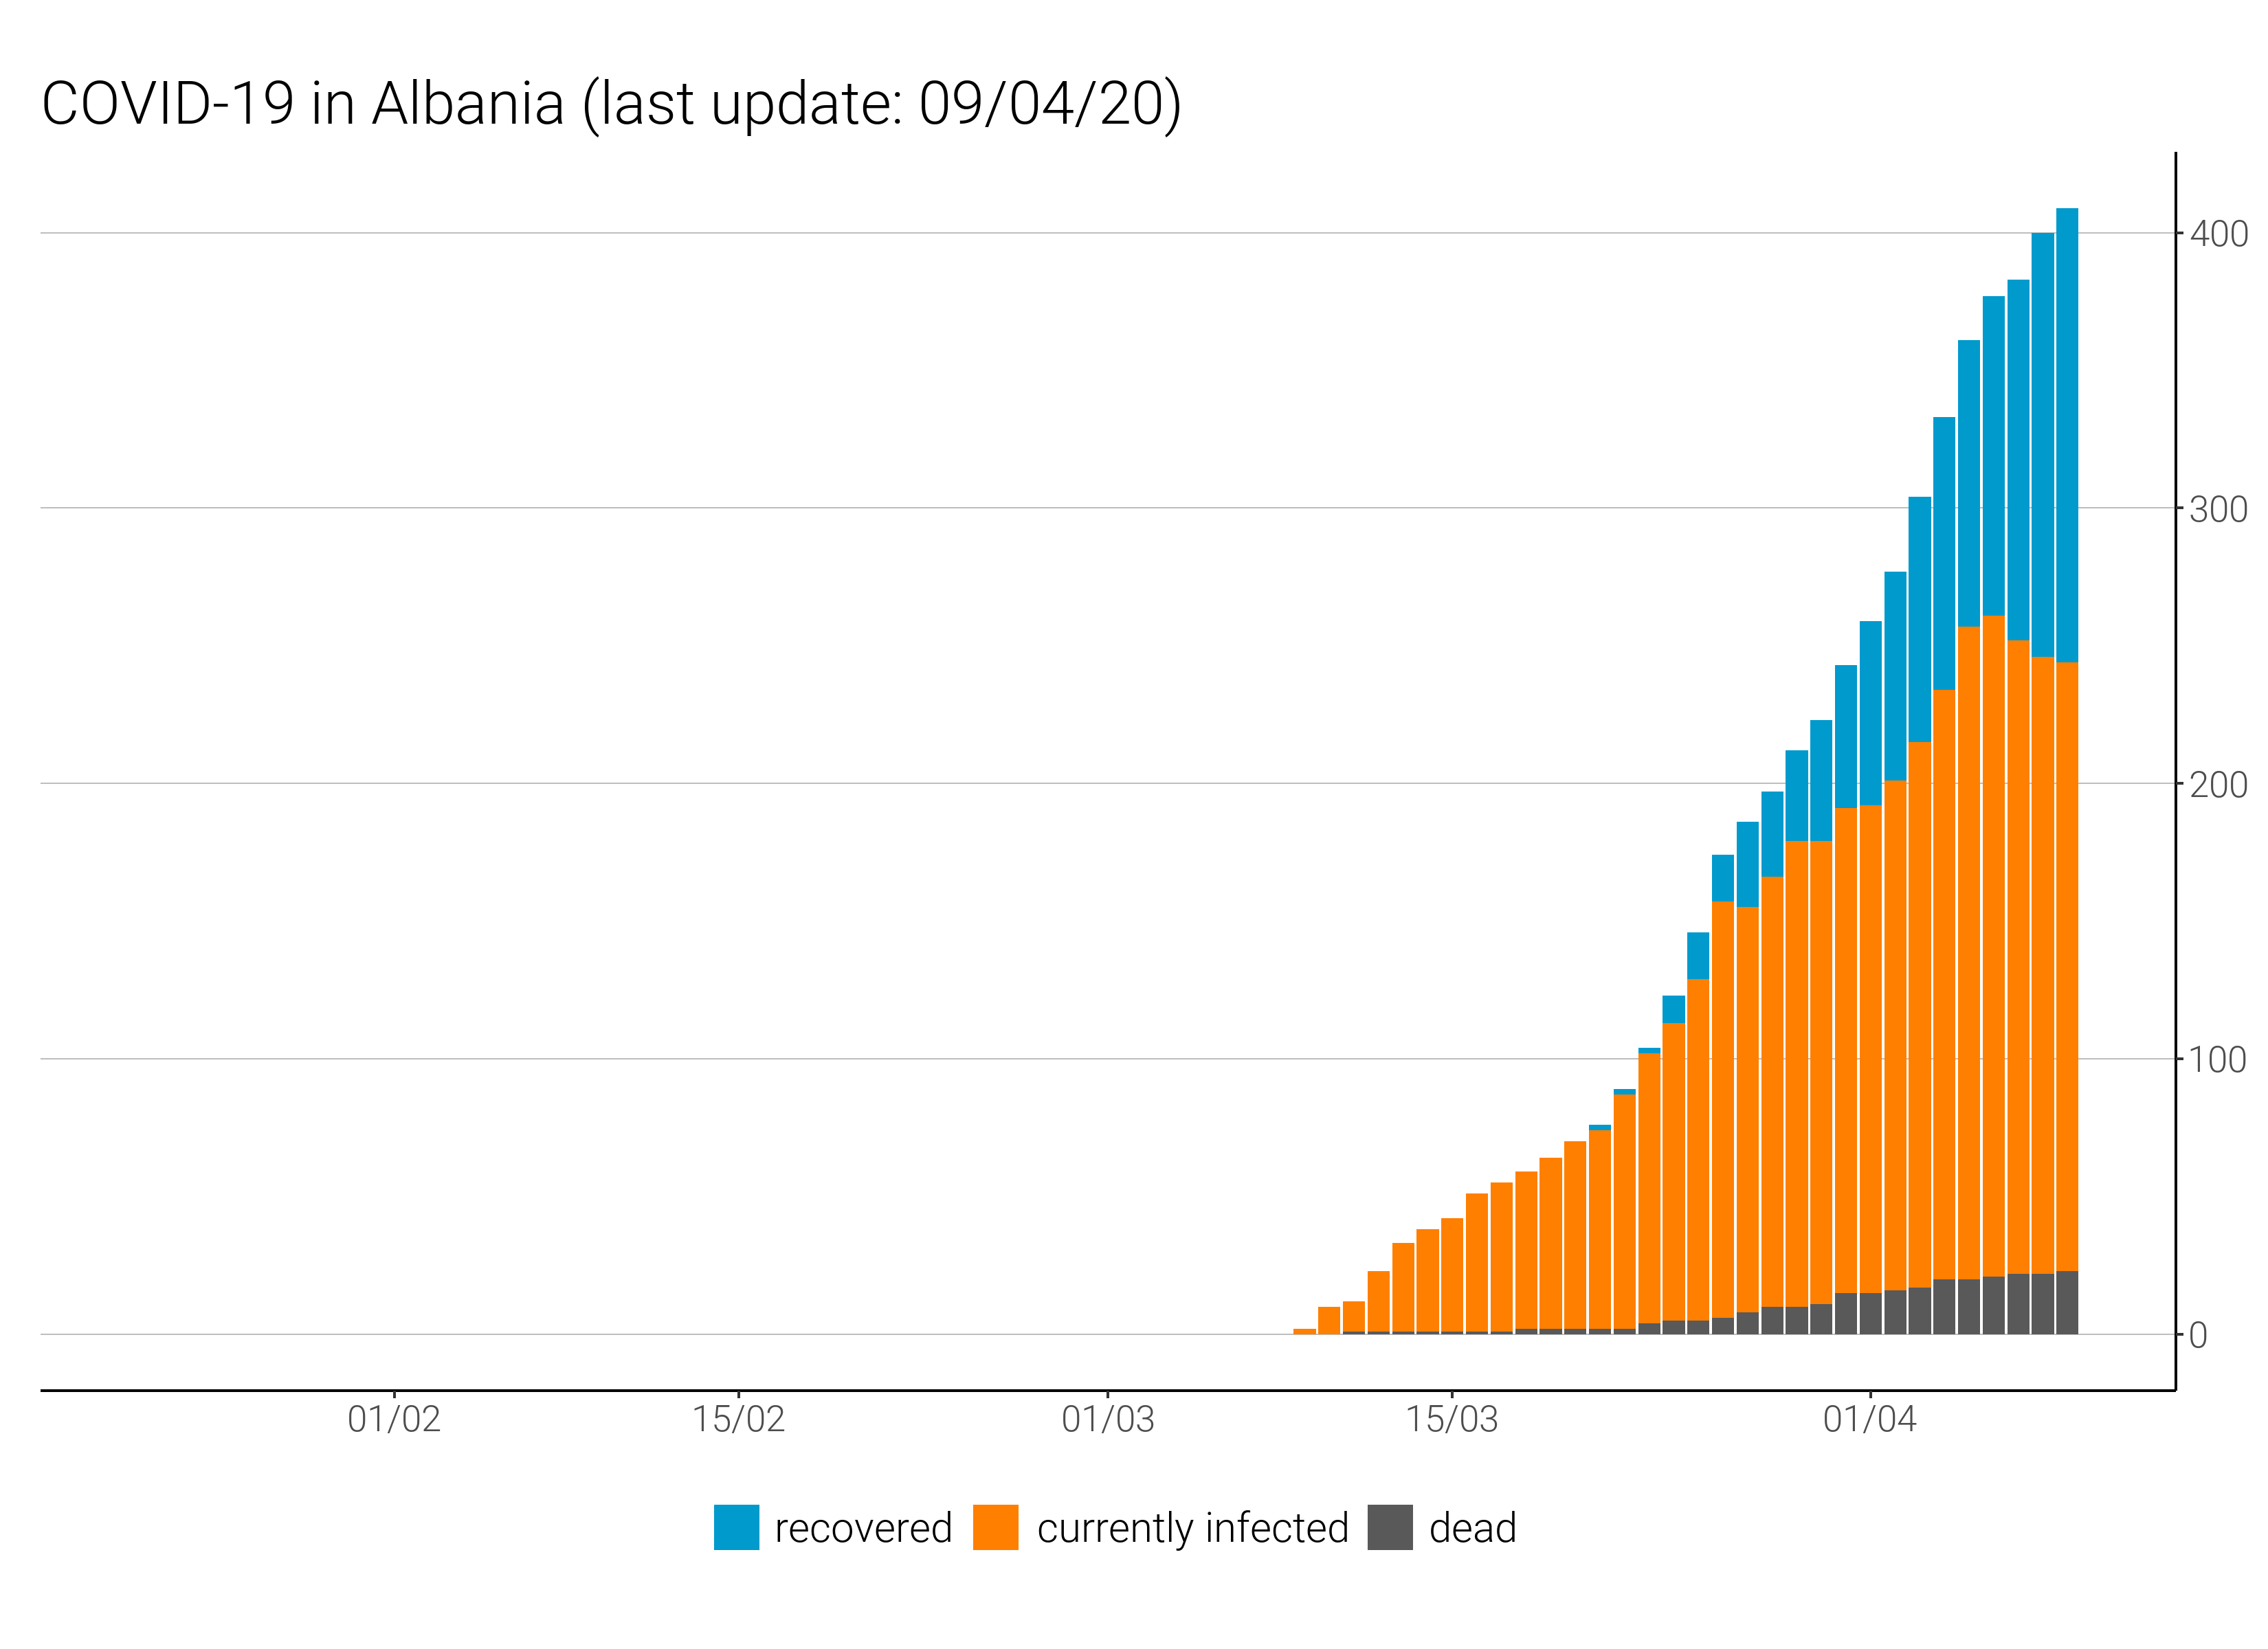 COVID-19 in Albania (last update: 09/04/20)
400
300
200
100
0
01/02 15/02 01/03 15/03 01/04
recovered currently infected dead